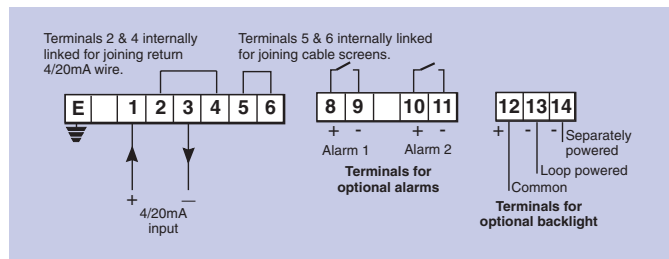 Terminals 2 & 4 internally
linked for joining return
4/20mA wire.
Terminals 5 & 6 internally linked
for joining cable screens.
E 1 2 3 4 5 6
8 9 10 11
12 13 14
+ - + -
Alarm 1 Alarm 2
Terminals for
optional alarms
+ - -
Separately
powered
Loop powered
Common
Terminals for
optional backlight
+ —
4/20mA
input